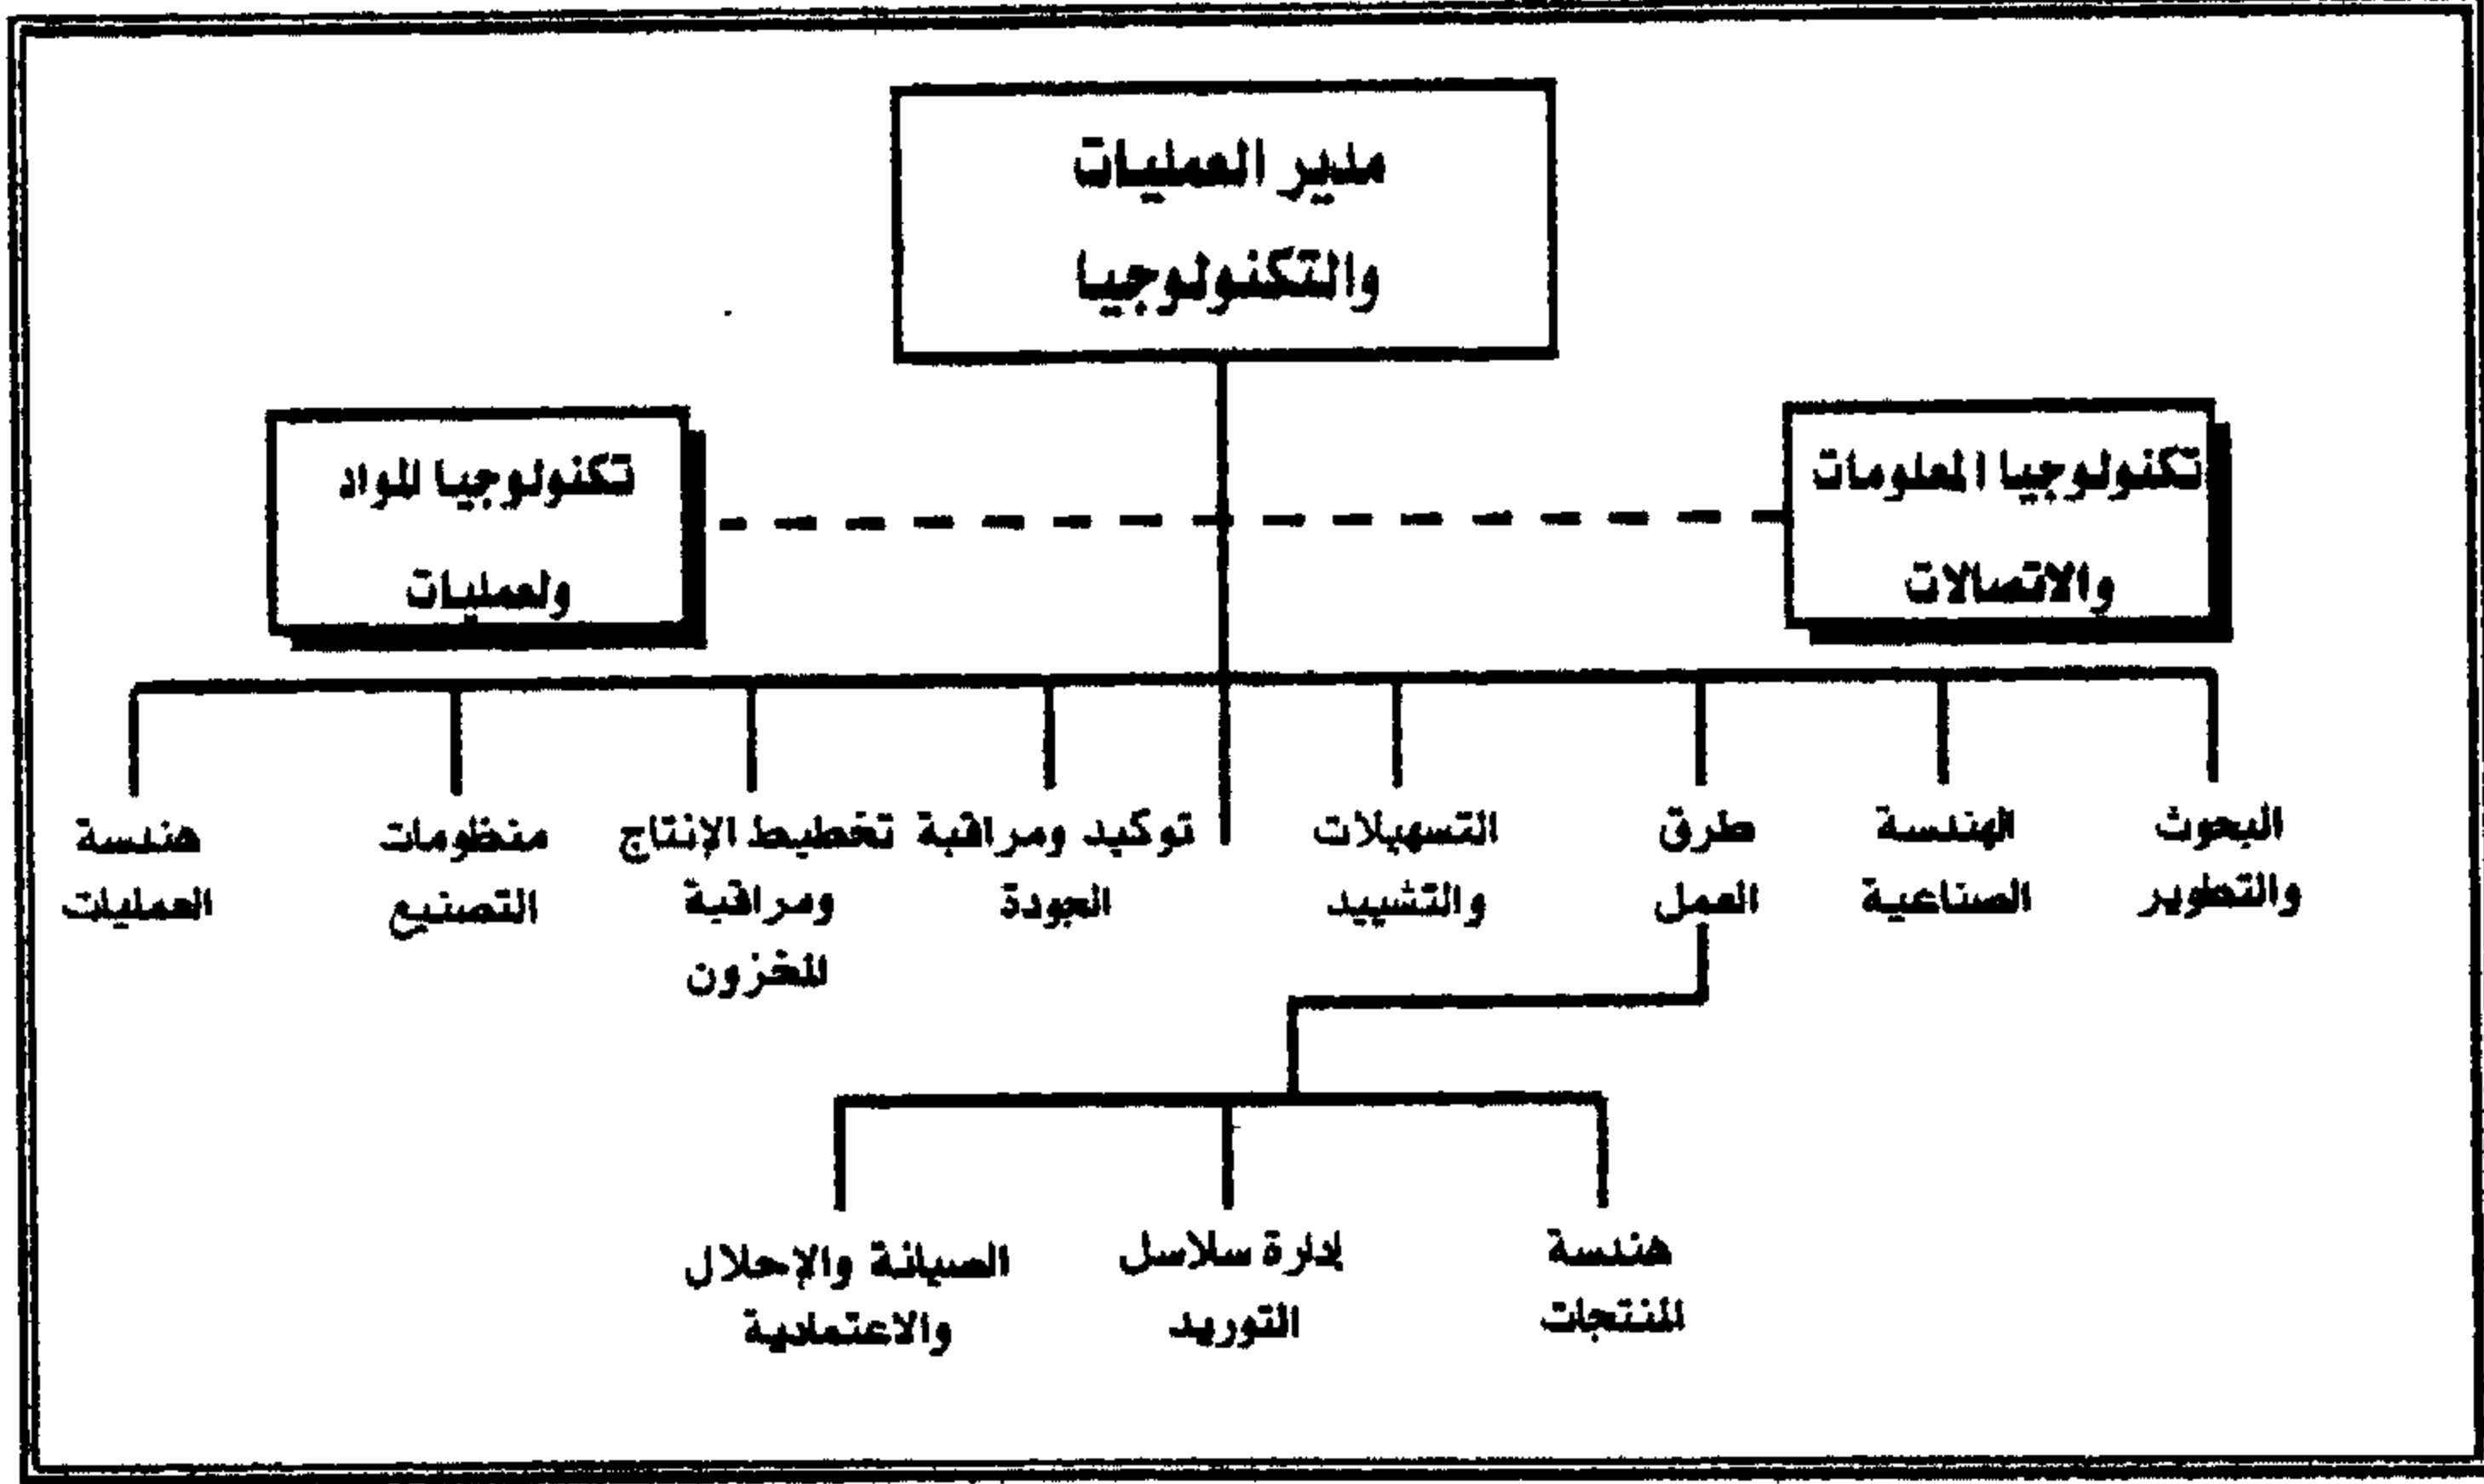 مدير العمليات
والتكنولوجيا
تكنولوجيا المعلومات
والاتصالات
تكنولوجيا المواد
ولعمليات
البحوث
والتطوير
الهندسة
الصناعية
طرق
العمل
التسهيلات
والتشييد
توكيد ومراقبة
الجودة
تخطيط الإنتاج
ومراقبة
المخزون
منظومات
التصنيع
هندسة
العمليات
هندسة
المنتجات
إدارة سلاسل
التوريد
الصيانة والإحلال
والاعتمادية